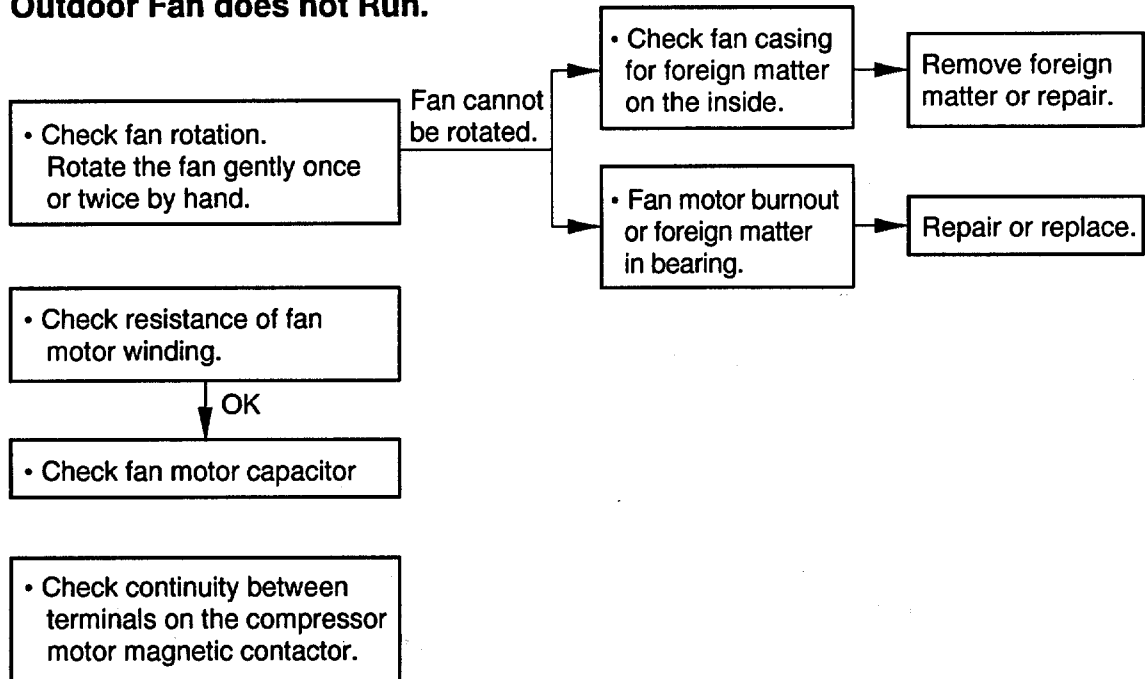 Outdoor Fan does not Run.
• Check fan rotation.
Rotate the fan gently once
or twice by hand.
Fan cannot
be rotated.
• Check fan casing
for foreign matter
on the inside.
Remove foreign
matter or repair.
• Fan motor burnout
or foreign matter
in bearing.
Repair or replace.
• Check resistance of fan
motor winding.
OK
• Check fan motor capacitor
• Check continuity between
terminals on the compressor
motor magnetic contactor.